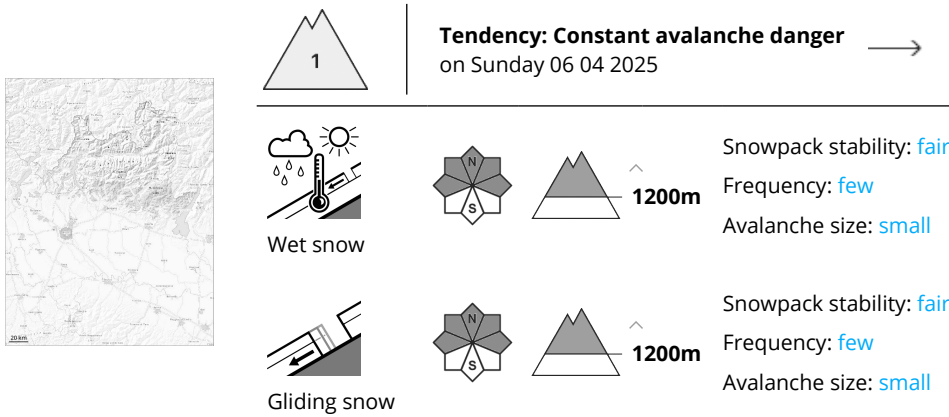 1
Tendency: Constant avalanche danger
on Sunday 06 04 2025
20 km
Wet snow
N
S
1200m
Snowpack stability: fair
Frequency: few
Avalanche size: small
Gliding snow
N
S
1200m
Snowpack stability: fair
Frequency: few
Avalanche size: small